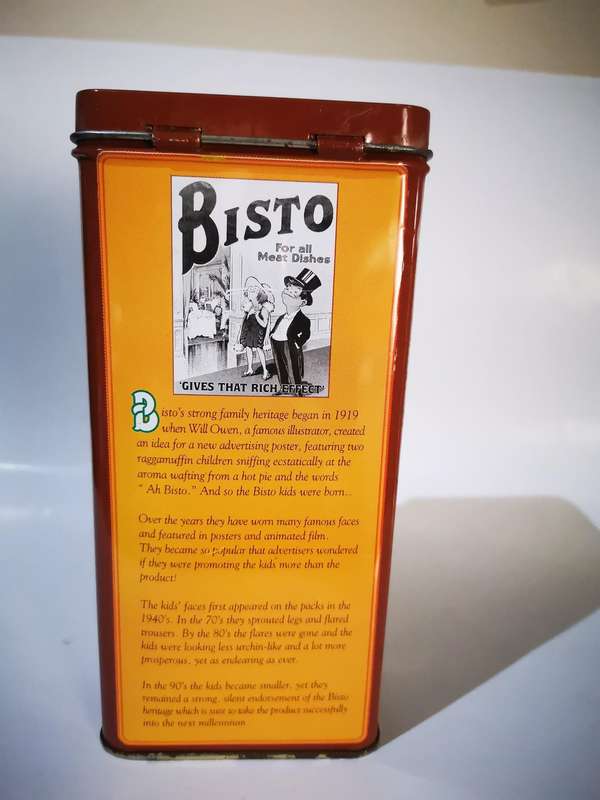 BISTO
For all
Meat Dishes
'GIVES THAT RICH EFFECT'
Bisto's strong family heritage began in 1919
when Will Owen, a famous illustrator, created
an idea for a new advertising poster, featuring two
raggamuffin children sniffing ecstatically at the
aroma wafting from a hot pie and the words
" Ah Bisto." And so the Bisto kids were born...
Over the years they have worn many famous faces
and featured in posters and animated film.
They became so popular that advertisers wondered
if they were promoting the kids more than the
product!
The kids' faces first appeared on the packs in the
1940's. In the 70's they sprouted legs and flared
trousers. By the 80's the flares were gone and the
kids were looking less urchin-like and a lot more
prosperous, yet as endearing as ever.
In the 90's the kids became smaller, yet they
remained a strong, silent endorsement of the Bisto
heritage which is sure to take the product successfully
into the next millennium